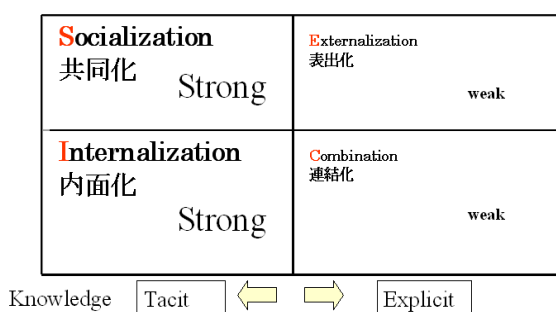 Socialization
共同化
Strong
Externalization
表出化
weak
Internalization
内面化
Strong
Combination
連結化
weak
Knowledge Tacit Explicit